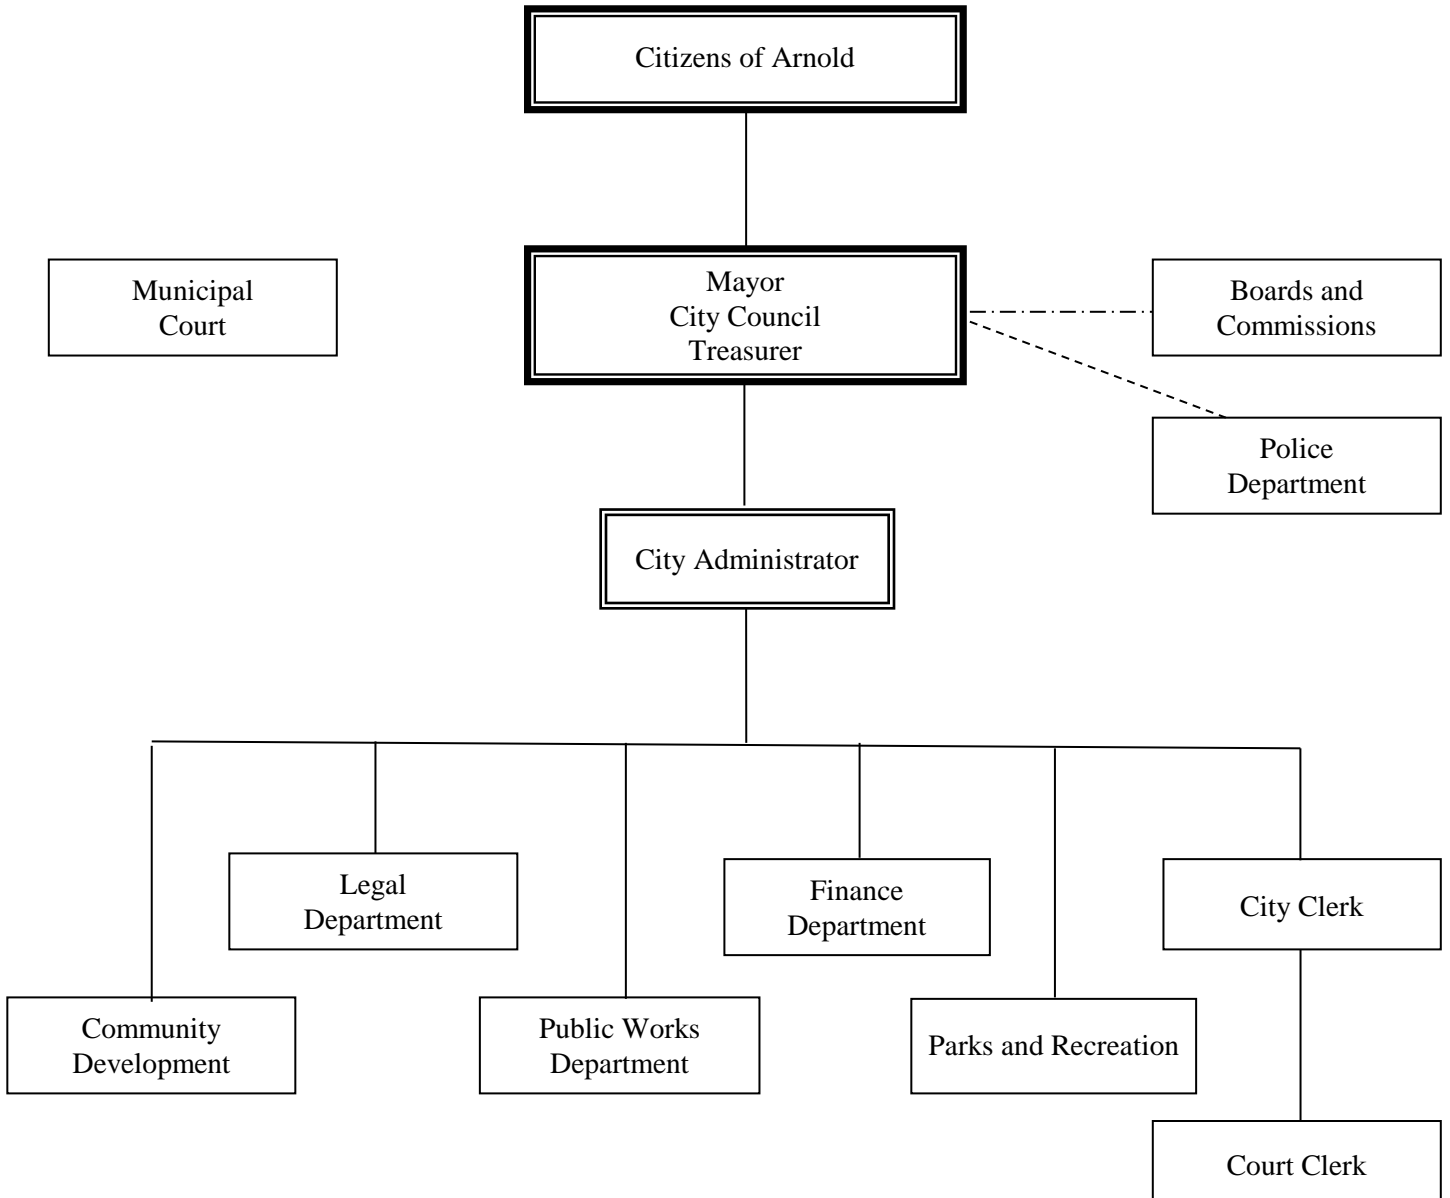 Citizens of Arnold
Municipal
Court
Mayor
City Council
Treasurer
Boards and
Commissions
Police
Department
City Administrator
Legal
Department
Finance
Department
City Clerk
Community
Development
Public Works
Department
Parks and Recreation
Court Clerk